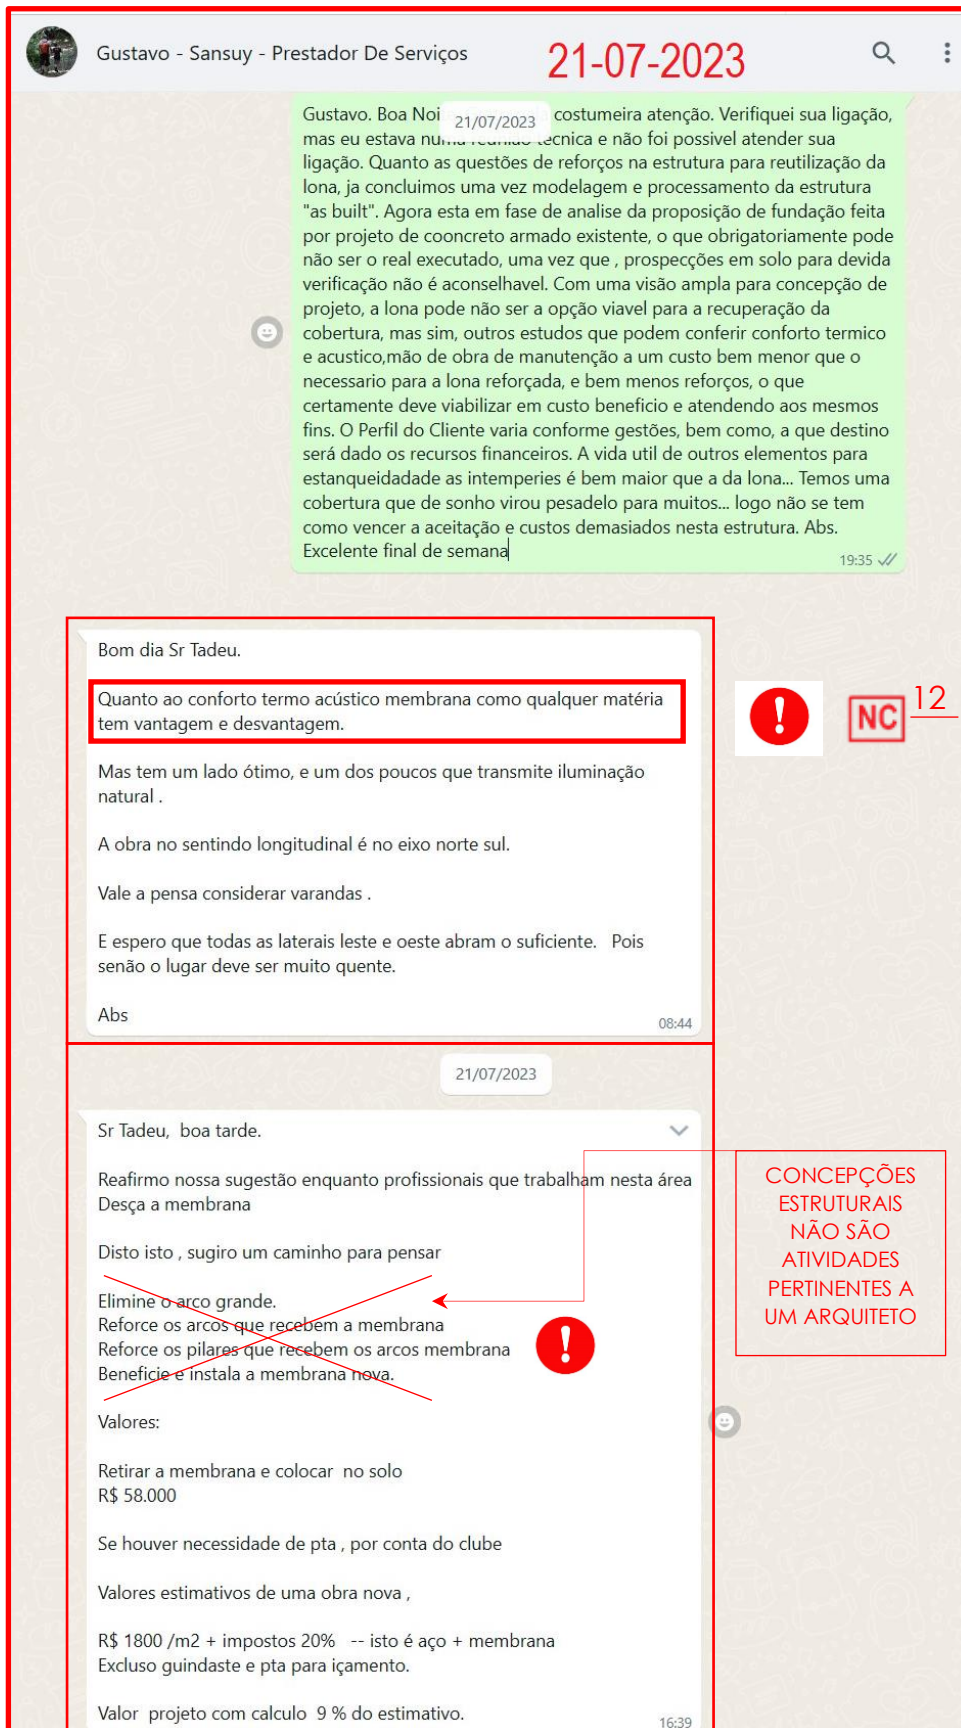 Gustavo - Sansuy - Prestador De Serviços
21-07-2023
21/07/2023
Gustavo. Boa Noi costumeira atenção. Verifiquei sua ligação,
mas eu estava numa reunião tecnica e não foi possivel atender sua
ligação. Quanto as questões de reforços na estrutura para reutilização da
lona, ja concluimos uma vez modelagem e processamento da estrutura
"as built". Agora esta em fase de analise da proposição de fundação feita
por projeto de cooncreto armado existente, o que obrigatoriamente pode
não ser o real executado, uma vez que , prospecções em solo para devida
verificação não é aconselhavel. Com uma visão ampla para concepção de
projeto, a lona pode não ser a opção viavel para a recuperação da
cobertura, mas sim, outros estudos que podem conferir conforto termico
e acustico,mão de obra de manutenção a um custo bem menor que o
necessario para a lona reforçada, e bem menos reforços, o que
certamente deve viabilizar em custo beneficio e atendendo aos mesmos
fins. O Perfil do Cliente varia conforme gestões, bem como, a que destino
será dado os recursos financeiros. A vida util de outros elementos para
estanqueidadade as intemperies é bem maior que a da lona... Temos uma
cobertura que de sonho virou pesadelo para muitos... logo não se tem
como vencer a aceitação e custos demasiados nesta estrutura. Abs.
Excelente final de semana
19:35
Bom dia Sr Tadeu.
Quanto ao conforto termo acústico membrana como qualquer matéria
tem vantagem e desvantagem.
NC 12
Mas tem um lado ótimo, e um dos poucos que transmite iluminação
natural .
A obra no sentindo longitudinal é no eixo norte sul.
Vale a pensa considerar varandas .
E espero que todas as laterais leste e oeste abram o suficiente. Pois
senão o lugar deve ser muito quente.
Abs
08:44
21/07/2023
Sr Tadeu, boa tarde.
Reafirmo nossa sugestão enquanto profissionais que trabalham nesta área
Desça a membrana
Disto isto , sugiro um caminho para pensar
Elimine o arco grande.
Reforce os arcos que recebem a membrana
Reforce os pilares que recebem os arcos membrana
Beneficie e instala a membrana nova.
CONCEPÇÕES
ESTRUTURAIS
NÃO SÃO
ATIVIDADES
PERTINENTES A
UM ARQUITETO
Valores:
Retirar a membrana e colocar no solo
R$ 58.000
Se houver necessidade de pta , por conta do clube
Valores estimativos de uma obra nova ,
R$ 1800 /m2 + impostos 20% -- isto é aço + membrana
Excluso guindaste e pta para içamento.
Valor projeto com calculo 9 % do estimativo.
16:39